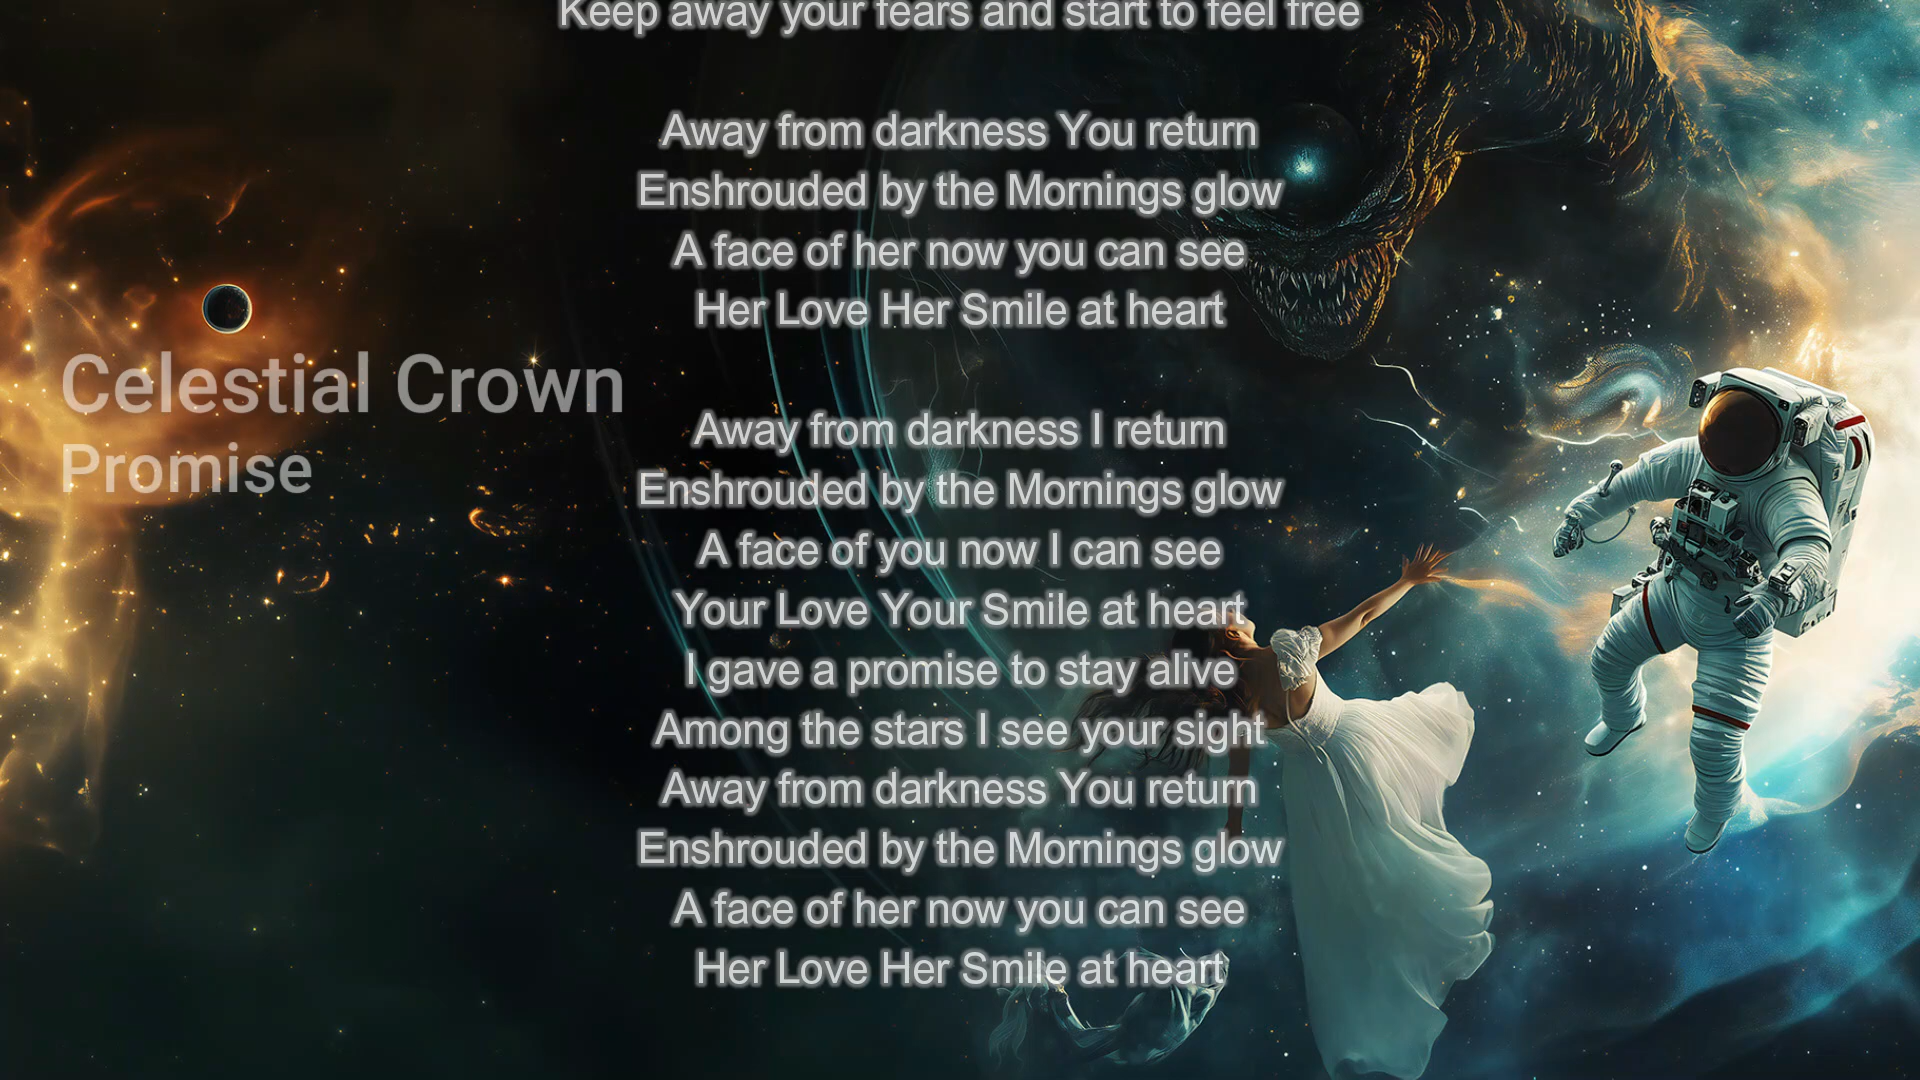 Keep away your fears and start to feel free
Away from darkness You return
Enshrouded by the Mornings glow
A face of her now you can see
Her Love Her Smile at heart
Celestial Crown
Promise
Away from darkness I return
Enshrouded by the Mornings glow
A face of you now I can see
Your Love Your Smile at heart
I gave a promise to stay alive
Among the stars I see your sight
Away from darkness You return
Enshrouded by the Mornings glow
A face of her now you can see
Her Love Her Smile at heart